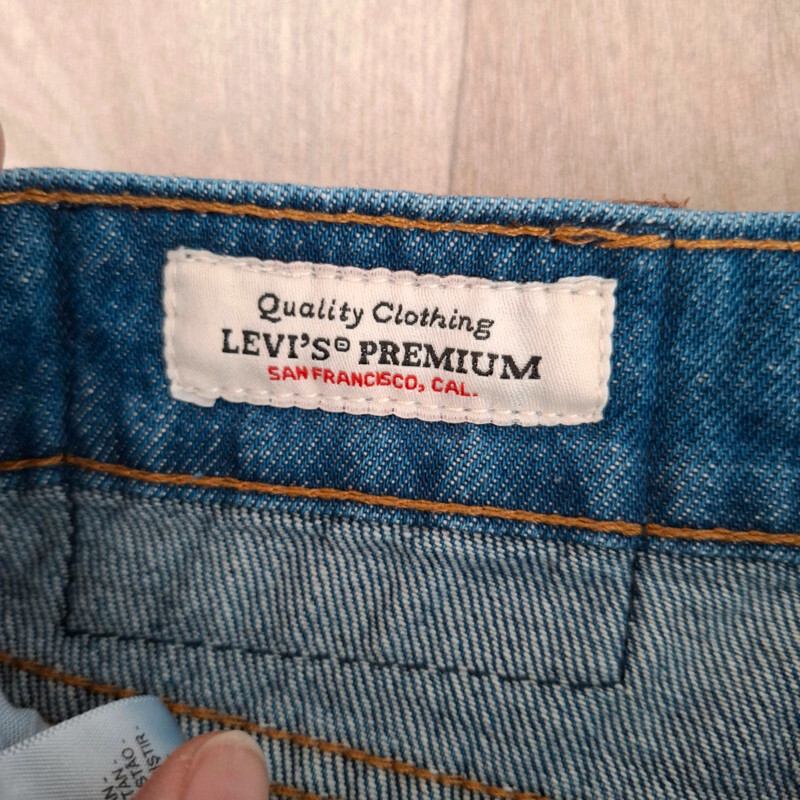 Quality Clothing
LEVI'S® PREMIUM
SAN FRANCISCO, CAL.